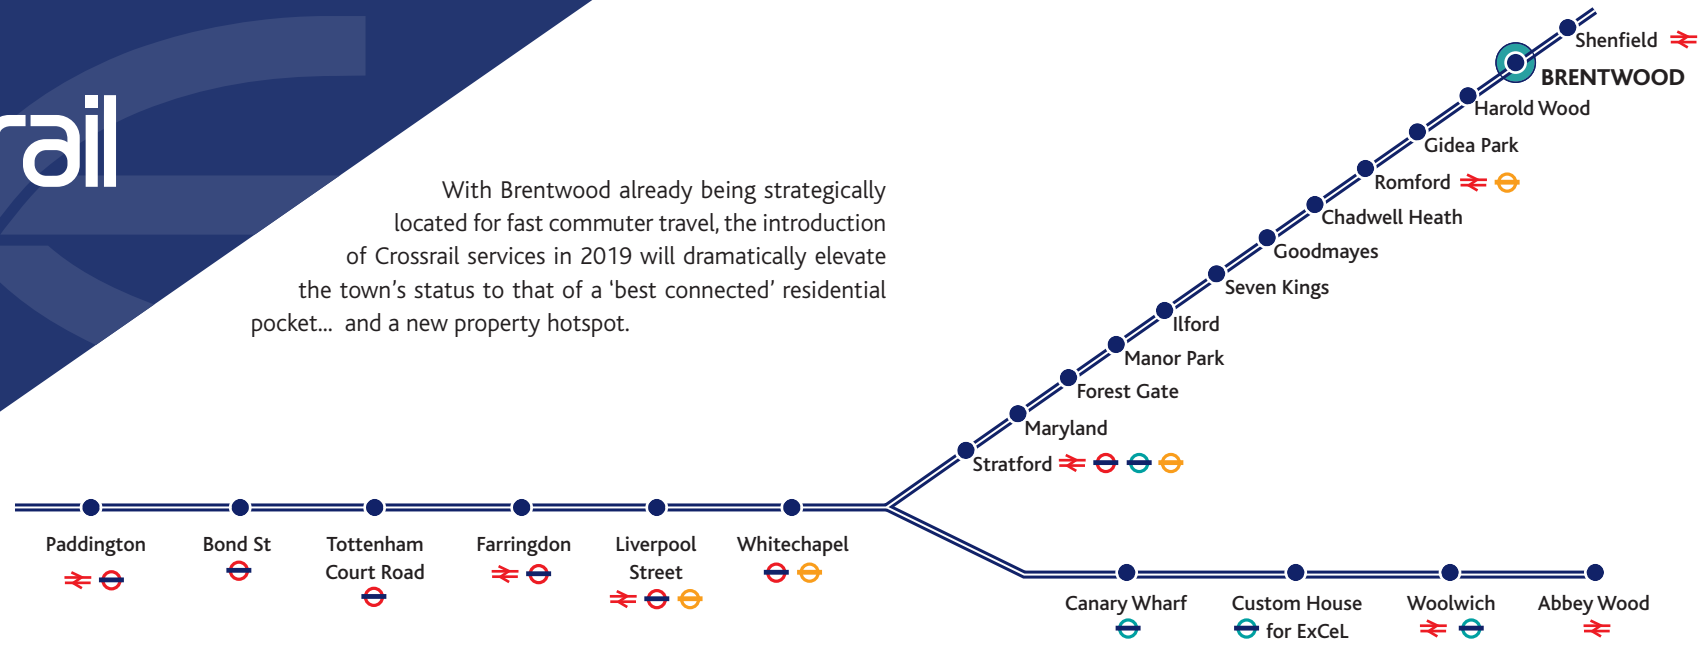 rail
With Brentwood already being strategically
located for fast commuter travel, the introduction
of Crossrail services in 2019 will dramatically elevate
the town’s status to that of a ‘best connected’ residential
pocket... and a new property hotspot.
Shenfield
BRENTWOOD
Harold Wood
Gidea Park
Romford
Chadwell Heath
Goodmayes
Seven Kings
Ilford
Manor Park
Forest Gate
Maryland
Stratford
Paddington
Bond St
Tottenham
Court Road
Farringdon
Liverpool
Street
Whitechapel
Canary Wharf
Custom House
for ExCeL
Woolwich
Abbey Wood